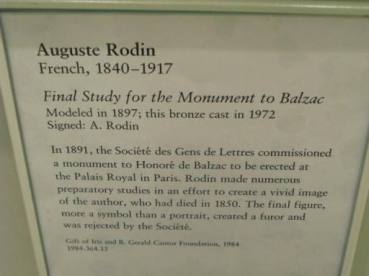 Auguste Rodin
French, 1840–1917
Final Study for the Monument to Balzac
Modeled in 1897; this bronze cast in 1972
Signed: A. Rodin
In 1891, the Société des Gens de Lettres commissioned
a monument to Honoré de Balzac to be erected at
the Palais Royal in Paris. Rodin made numerous
preparatory studies in an effort to create a vivid image
of the author, who had died in 1850. The final figure,
more a symbol than a portrait, created a furor and
was rejected by the Société.
Gift of Iris and B. Gerald Cantor Foundation, 1984
1984.364.15